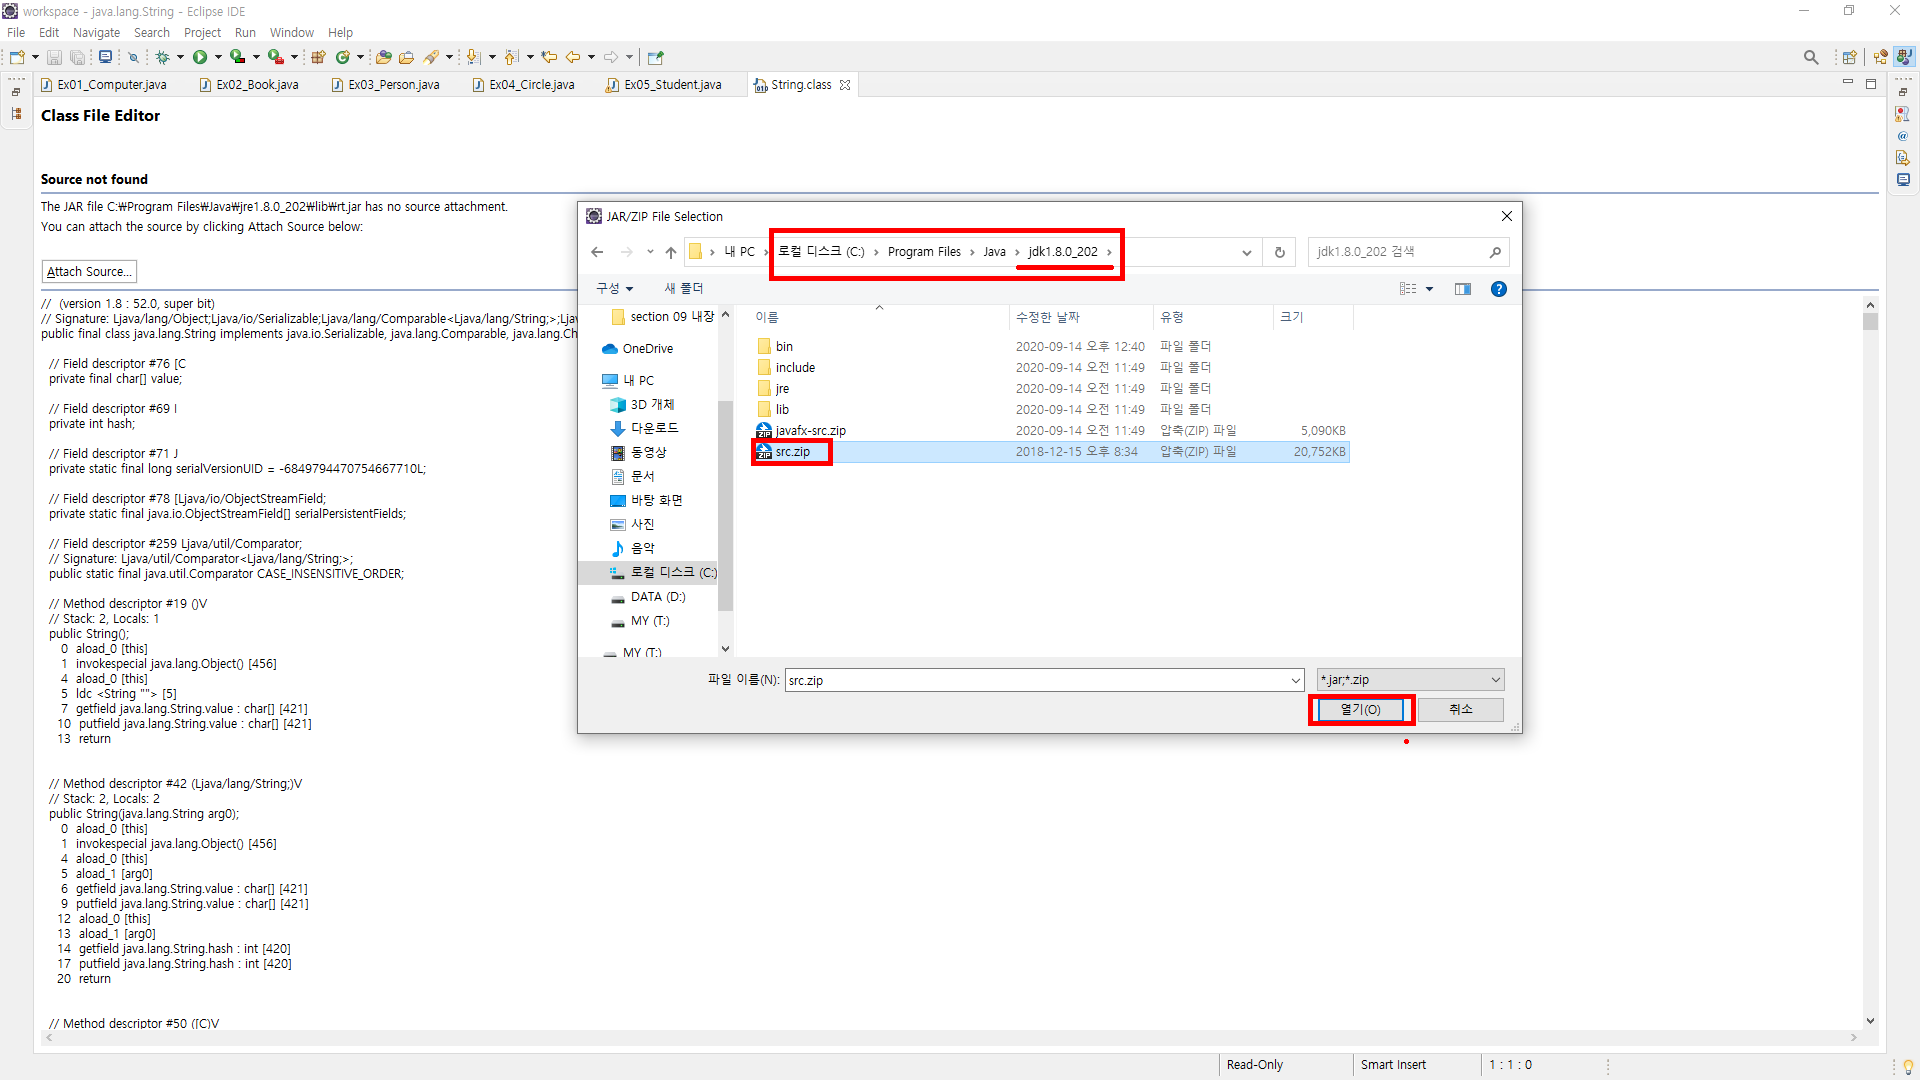 workspace - java.lang.String - Eclipse IDE
File Edit Navigate Search Project Run Window Help
Ex01_Computer.java Ex02_Book.java Ex03_Person.java Ex04_Circle.java Ex05_Student.java String.class
Class File Editor
Source not found
The JAR file C:₩Program Files₩Java₩jre1.8.0_202₩lib₩rt.jar has no source attachment.
You can attach the source by clicking Attach Source below:
Attach Source...
// (version 1.8 : 52.0, super bit)
// Signature: Ljava/lang/Object;Ljava/io/Serializable;Ljava/lang/Comparable<Ljava/lang/String;>;Ljav
public final class java.lang.String implements java.io.Serializable, java.lang.Comparable, java.lang.Ch
// Field descriptor #76 [C
private final char[] value;
// Field descriptor #69 I
private int hash;
// Field descriptor #71 J
private static final long serialVersionUID = -6849794470754667710L;
// Field descriptor #78 [Ljava/io/ObjectStreamField;
private static final java.io.ObjectStreamField[] serialPersistentFields;
// Field descriptor #259 Ljava/util/Comparator;
// Signature: Ljava/util/Comparator<Ljava/lang/String;>;
public static final java.util.Comparator CASE_INSENSITIVE_ORDER;
// Method descriptor #19 ()V
// Stack: 2, Locals: 1
public String();
0 aload_0 [this]
1 invokespecial java.lang.Object() [456]
4 aload_0 [this]
5 ldc <String ""> [5]
7 getfield java.lang.String.value : char[] [421]
10 putfield java.lang.String.value : char[] [421]
13 return
// Method descriptor #42 (Ljava/lang/String;)V
// Stack: 2, Locals: 2
public String(java.lang.String arg0);
0 aload_0 [this]
1 invokespecial java.lang.Object() [456]
4 aload_0 [this]
5 aload_1 [arg0]
6 getfield java.lang.String.value : char[] [421]
9 putfield java.lang.String.value : char[] [421]
12 aload_0 [this]
13 aload_1 [arg0]
14 getfield java.lang.String.hash : int [420]
17 putfield java.lang.String.hash : int [420]
20 return
// Method descriptor #50 ([C)V
JAR/ZIP File Selection
내 PC 로컬 디스크 (C:) Program Files Java jdk1.8.0_202
jdk1.8.0_202 검색
구성 새 폴더
section 09 내장
OneDrive
내 PC
3D 개체
다운로드
동영상
문서
바탕 화면
사진
음악
로컬 디스크 (C:)
DATA (D:)
MY (T:)
MY (T:)
이름 수정한 날짜 유형 크기
bin 2020-09-14 오후 12:40 파일 폴더
include 2020-09-14 오전 11:49 파일 폴더
jre 2020-09-14 오전 11:49 파일 폴더
lib 2020-09-14 오전 11:49 파일 폴더
javafx-src.zip 2020-09-14 오전 11:49 압축(ZIP) 파일 5,090KB
src.zip 2018-12-15 오후 8:34 압축(ZIP) 파일 20,752KB
파일 이름(N): src.zip *.jar;*.zip
열기(O) 취소
Read-Only Smart Insert 1 : 1 : 0